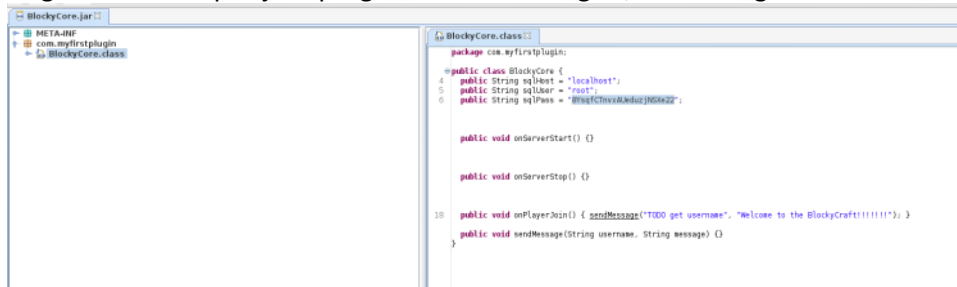 BlockyCore.jar
META-INF
com.myfirstplugin
BlockyCore.class
BlockyCore.class
package com.myfirstplugin;
public class BlockyCore {
4 public String sqlHost = "localhost";
5 public String sqlUser = "root";
6 public String sqlPass = "8YsqfCTnvxAUeduzjNSXe22";
public void onServerStart() {}
public void onServerStop() {}
18 public void onPlayerJoin() { sendMessage("TODO get username", "Welcome to the BlockyCraft!!!!!!!"); }
public void sendMessage(String username, String message) {}
}